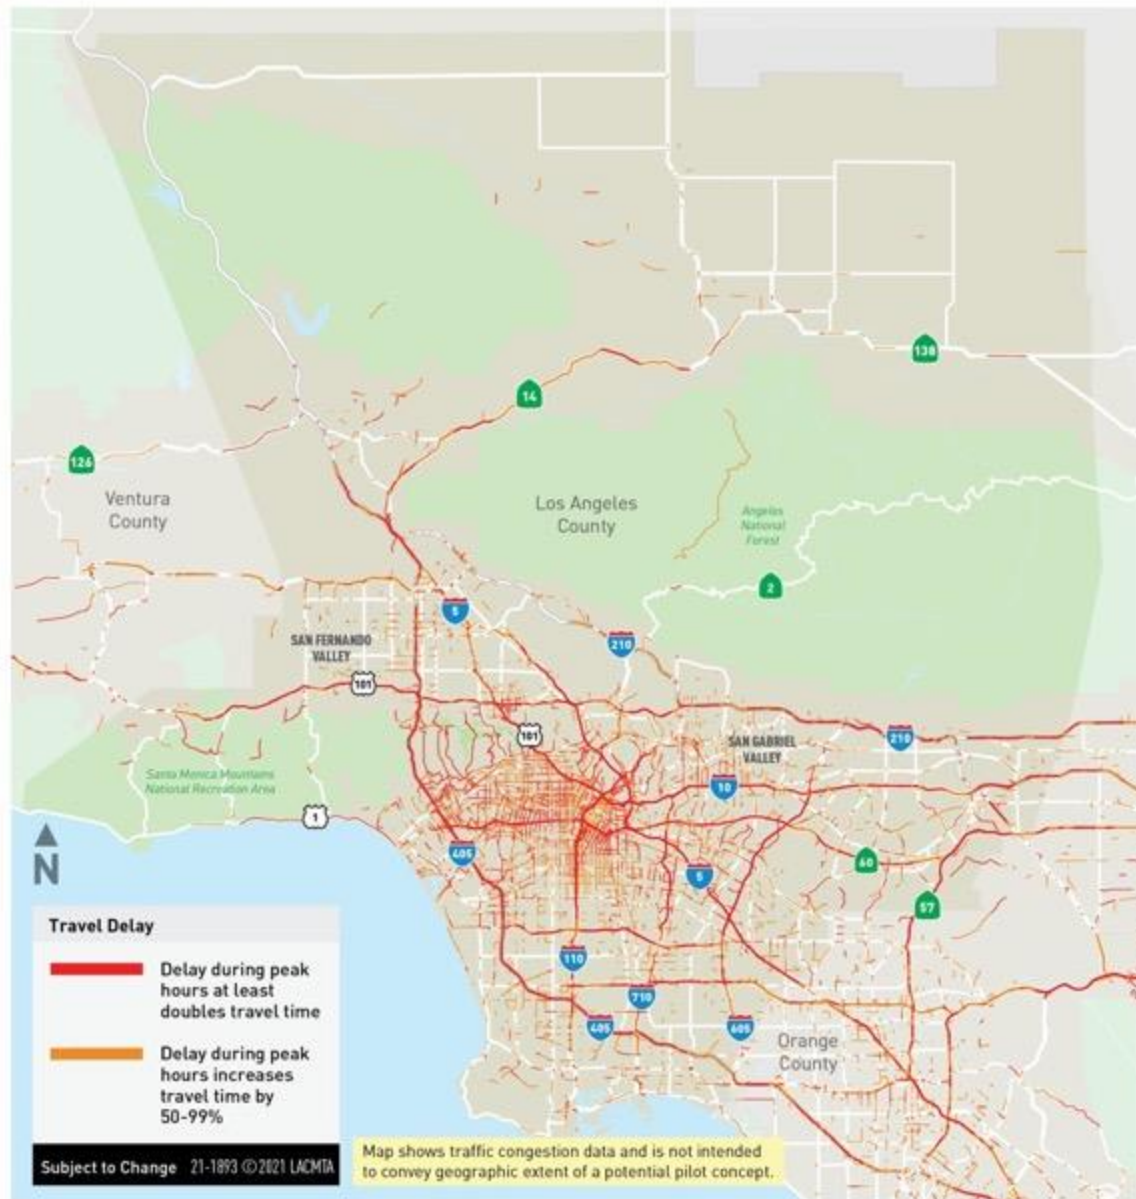 138
14
126
Ventura
County
Los Angeles
County
Angeles
National
Forest
2
5
210
SAN FERNANDO
VALLEY
101
101
210
SAN GABRIEL
VALLEY
Santa Monica Mountains
National Recreation Area
10
1
N
405
60
5
57
110
710
405
605
Orange
County
Travel Delay
Delay during peak
hours at least
doubles travel time
Delay during peak
hours increases
travel time by
50-99%
Subject to Change 21-1893 ©2021 LACMTA
Map shows traffic congestion data and is not intended
to convey geographic extent of a potential pilot concept.